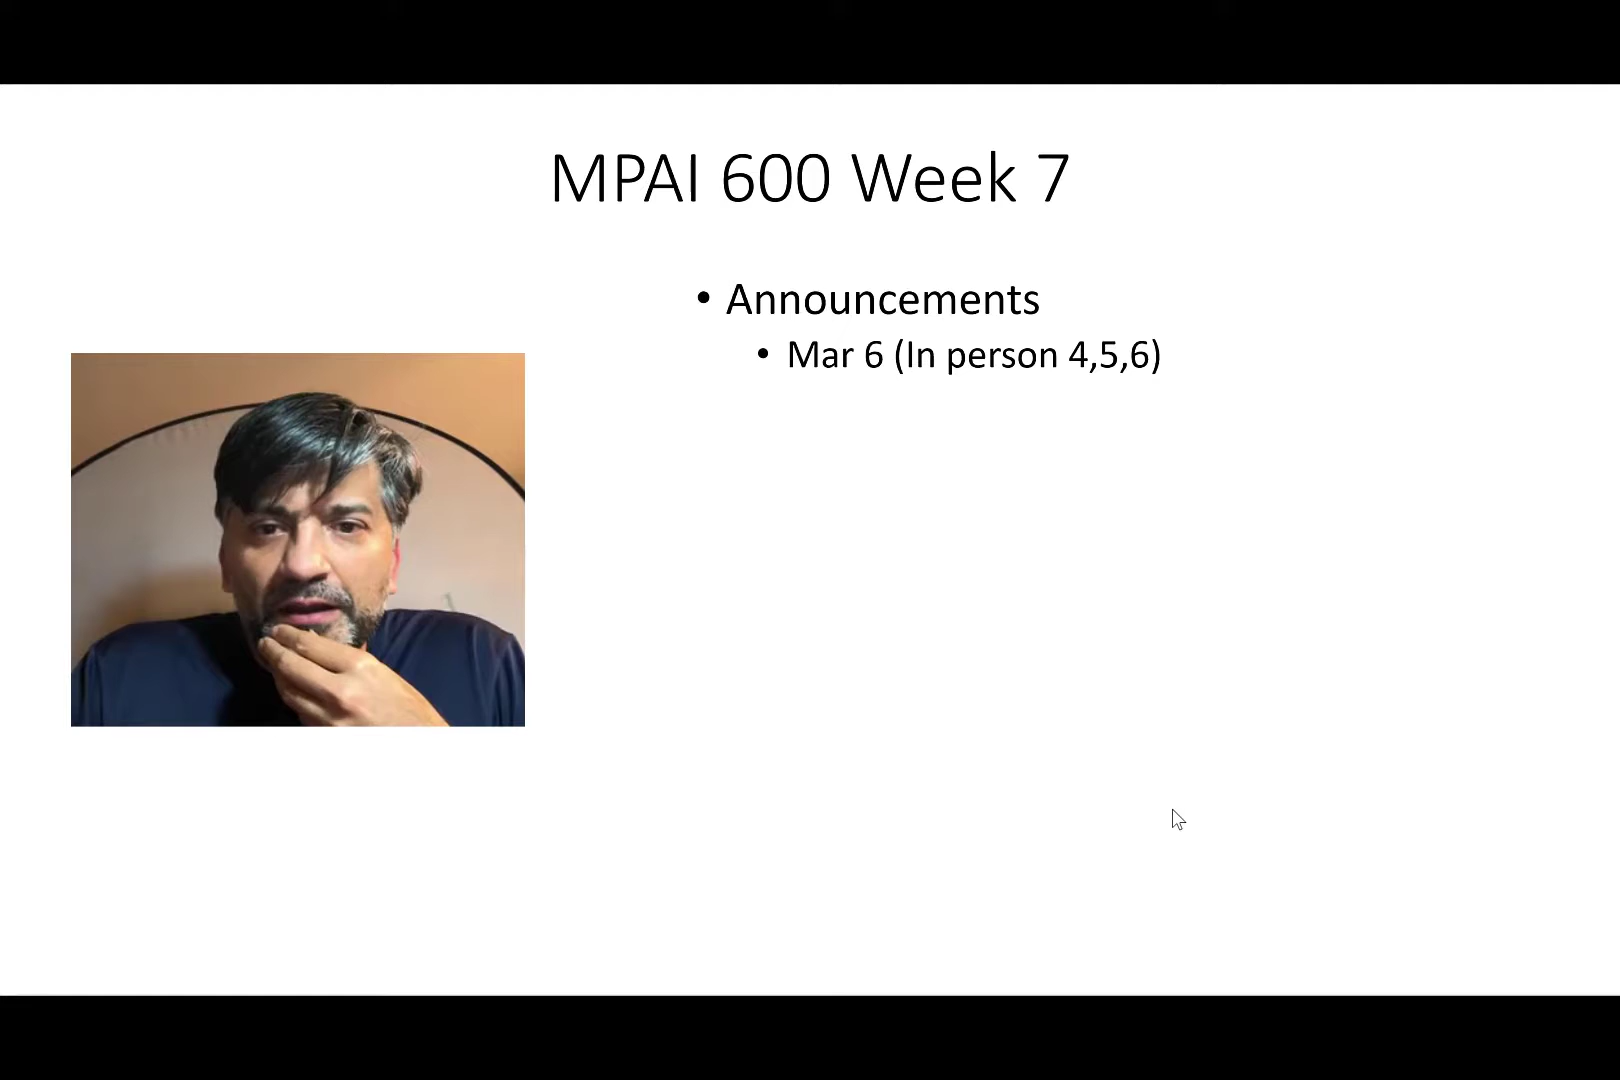 MPAI 600 Week 7
• Announcements
• Mar 6 (In person 4,5,6)